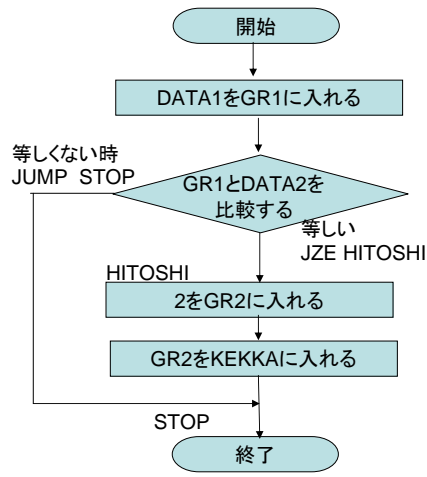 開始
DATA1をGR1に入れる
等しくない時
JUMP STOP
GR1とDATA2を
比較する
等しい
JZE HITOSHI
HITOSHI
2をGR2に入れる
GR2をKEKKAに入れる
STOP
終了